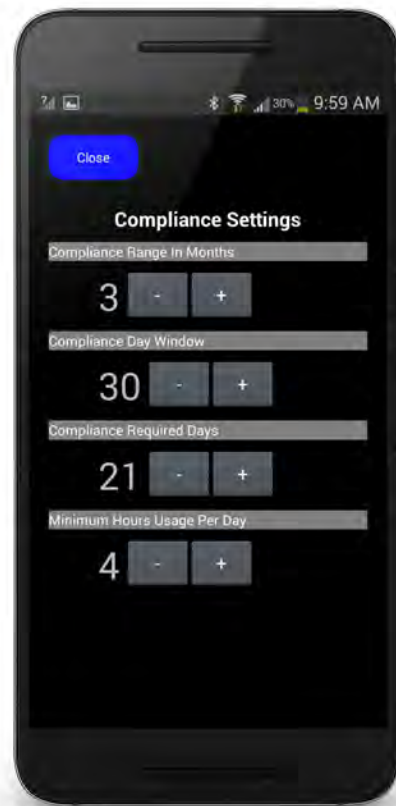 30% 9:59 AM
Close
Compliance Settings
Compliance Range In Months
3 - +
Compliance Day Window
30 - +
Compliance Required Days
21 - +
Minimum Hours Usage Per Day
4 - +